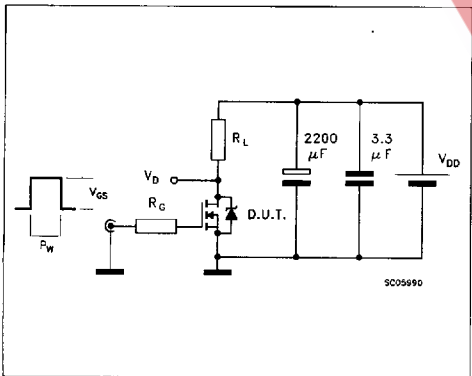 R_L
2200
μF
3.3
μF
V_DD
V_D
V_GS
R_G
D.U.T.
P_W
SC05990